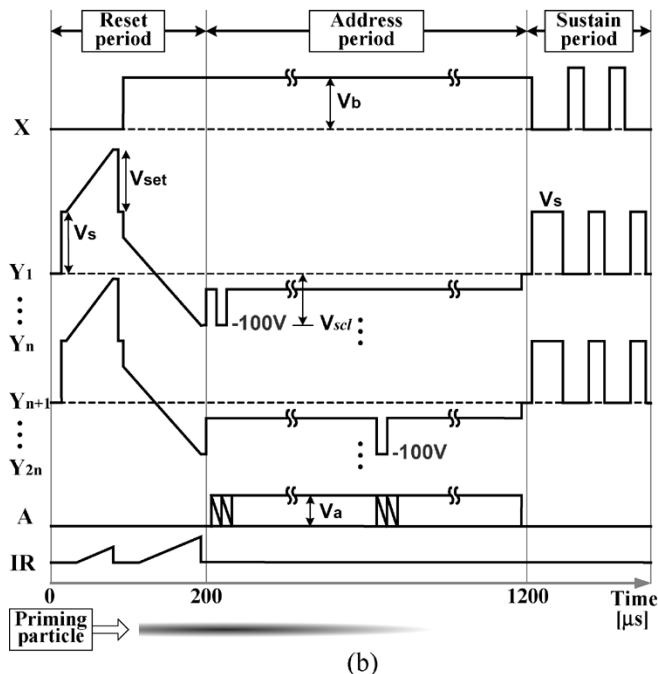 Reset period
Address period
Sustain period
X
Vb
Vset
Vs
Vs
Y1
-100V
Vscl
Yn
Yn+1
-100V
Y2n
A
Va
IR
0
200
1200
Time [μs]
Priming particle
(b)